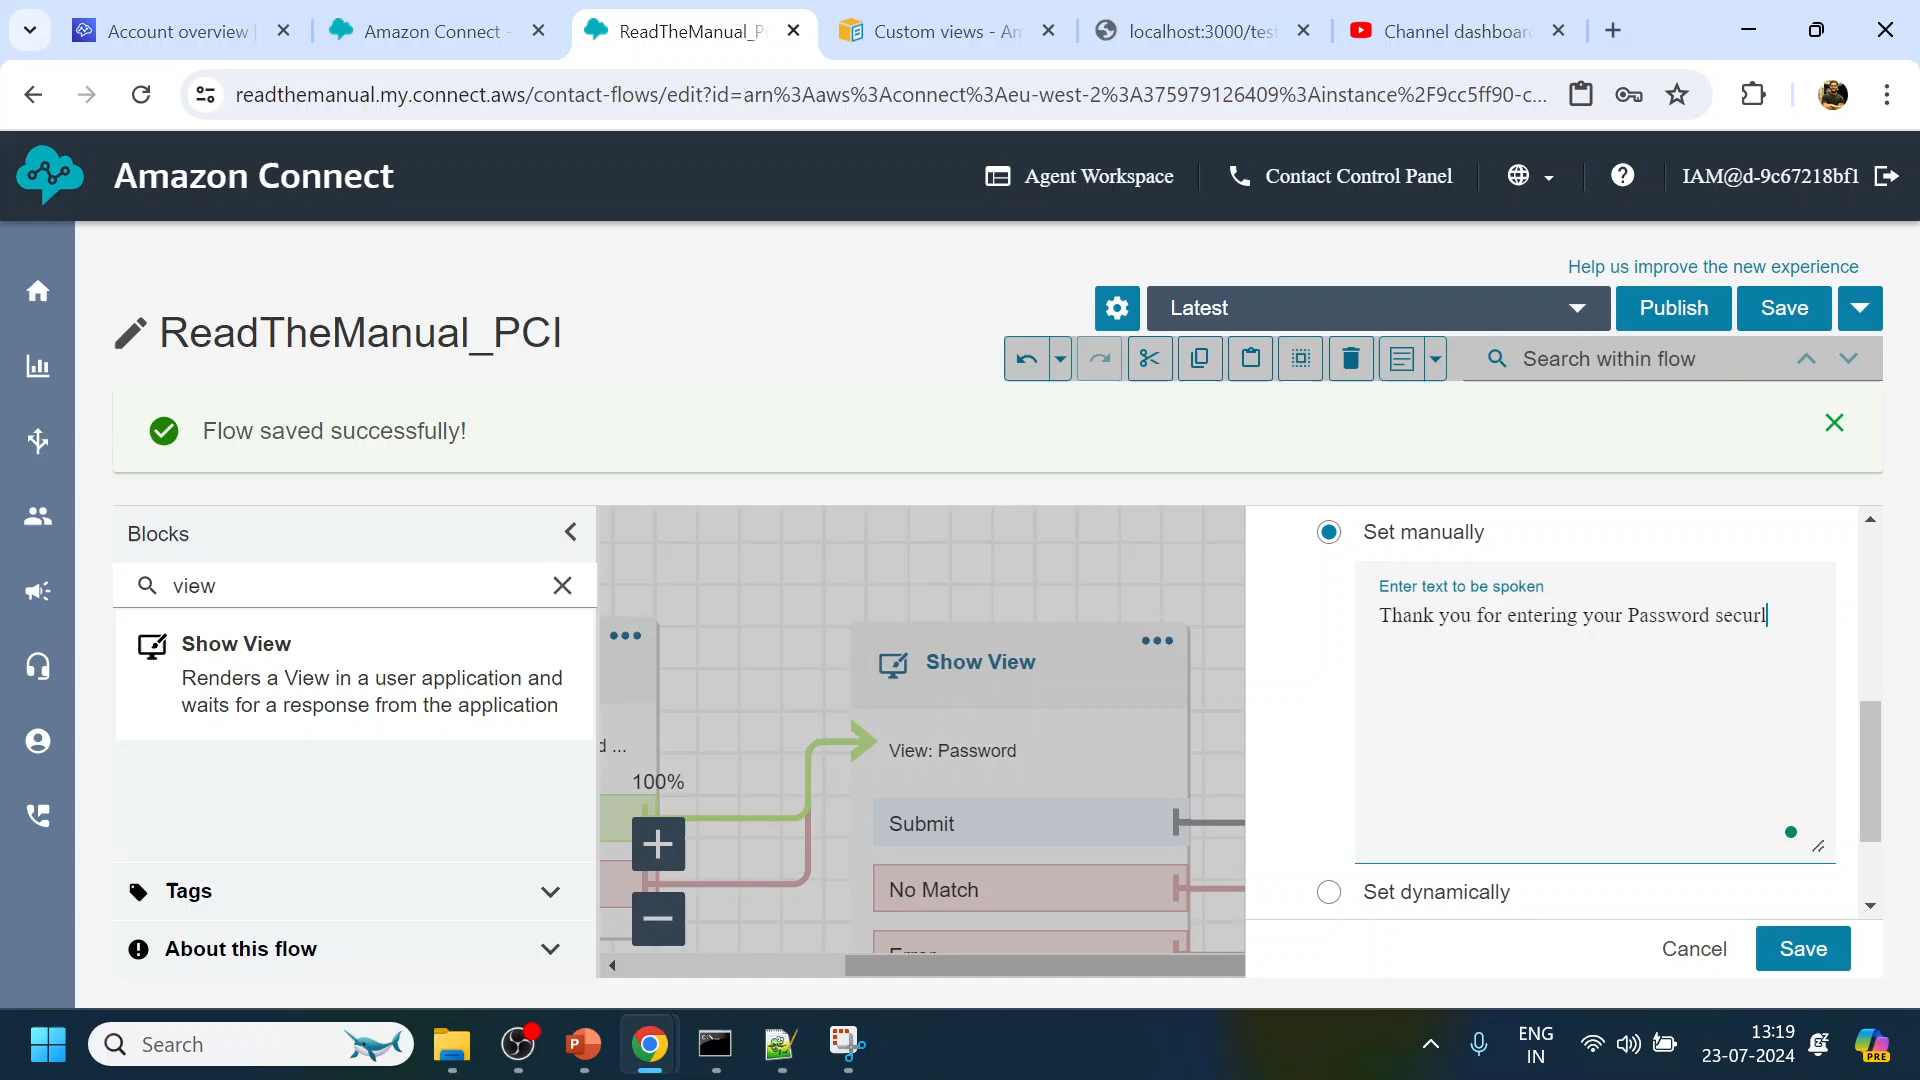 Account overview
Amazon Connect -
ReadTheManual_P
Custom views - Am
localhost:3000/test
Channel dashboard
readthemanual.my.connect.aws/contact-flows/edit?id=arn%3Aaws%3Aconnect%3Aeu-west-2%3A375979126409%3Ainstance%2F9cc5ff90-c...
Amazon Connect
Agent Workspace
Contact Control Panel
IAM@d-9c67218bf1
Help us improve the new experience
ReadTheManual_PCI
Latest
Publish
Save
Search within flow
Flow saved successfully!
Blocks
view
Show View
Renders a View in a user application and
waits for a response from the application
Tags
About this flow
d ...
100%
Show View
View: Password
Submit
No Match
Error
Set manually
Enter text to be spoken
Thank you for entering your Password securl
Set dynamically
Cancel
Save
Search
ENG
IN
13:19
23-07-2024
PRE